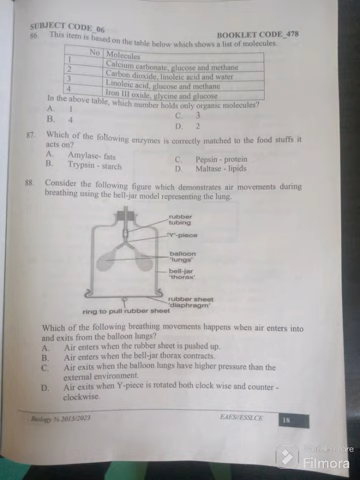 SUBJECT CODE_06 BOOKLET CODE_478
86. This item is based on the table below which shows a list of molecules.
No Molecules
1 Calcium carbonate, glucose and methane
2 Carbon dioxide, linoleic acid and water
3 Linoleic acid, glucose and methane
4 Iron III oxide, glycine and glucose
In the above table, which number holds only organic molecules?
A. 1 C. 3
B. 4 D. 2
87. Which of the following enzymes is correctly matched to the food stuffs it
acts on?
A. Amylase- fats C. Pepsin - protein
B. Trypsin - starch D. Maltase - lipids
88. Consider the following figure which demonstrates air movements during
breathing using the bell-jar model representing the lung.
rubber
tubing
"Y"-piece
balloon
"lungs"
bell-jar
"thorax"
rubber sheet
"diaphragm"
ring to pull rubber sheet
Which of the following breathing movements happens when air enters into
and exits from the balloon lungs?
A. Air enters when the rubber sheet is pushed up.
B. Air enters when the bell-jar thorax contracts.
C. Air exits when the balloon lungs have higher pressure than the
external environment.
D. Air exits when Y-piece is rotated both clock wise and counter -
clockwise.
Biology 2015/2023 18
Filmora